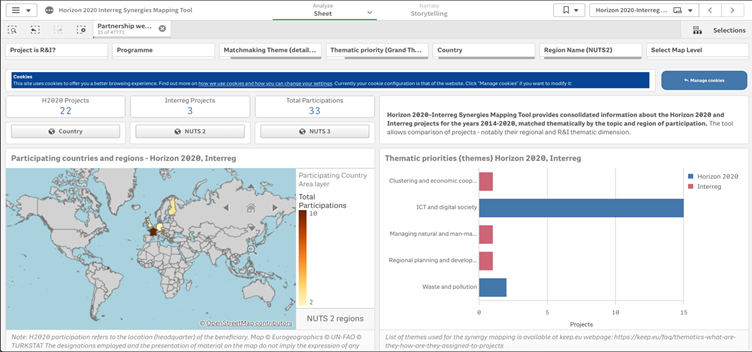 Analyze
Narrate
Horizon 2020 Interreg Synergies Mapping Tool
Sheet
Storytelling
Horizon 2020-Interreg ...
Partnership we...
15 of 47771
Selections
Project is R&I?
Programme
Matchmaking Theme (detail...
Thematic priority (Grand Th...
Country
Region Name (NUTS2)
Select Map Level
Cookies
This site uses cookies to offer you a better browsing experience. Find out more on how we use cookies and how you can change your settings. Currently your cookie configuration is that of the website. Click "Manage cookies" if you want to modify it:
Manage cookies
H2020 Projects
22
Interreg Projects
3
Total Participations
33
Country
NUTS 2
NUTS 3
Horizon 2020-Interreg Synergies Mapping Tool provides consolidated information about the Horizon 2020 and
Interreg projects for the years 2014-2020, matched thematically by the topic and region of participation. The tool
allows comparison of projects - notably their regional and R&I thematic dimension.
Participating countries and regions - Horizon 2020, Interreg
Participating Country
Area layer
Total
Participations
10
2
NUTS 2 regions
© OpenStreetMap contributors
Note: H2020 participation refers to the location (headquarter) of the beneficiary. Map © Eurogeographics © UN-FAO ©
TURKSTAT The designations employed and the presentation of material on the map do not imply the expression of any
Thematic priorities (themes) Horizon 2020, Interreg
Clustering and economic coop...
ICT and digital society
Managing natural and man-ma...
Regional planning and develop...
Waste and pollution
0
5
10
15
Projects
Horizon 2020
Interreg
List of themes used for the synergy mapping is available at keep.eu webpage: https://keep.eu/faq/thematics-what-are-
they-how-are-they-assigned-to-projects